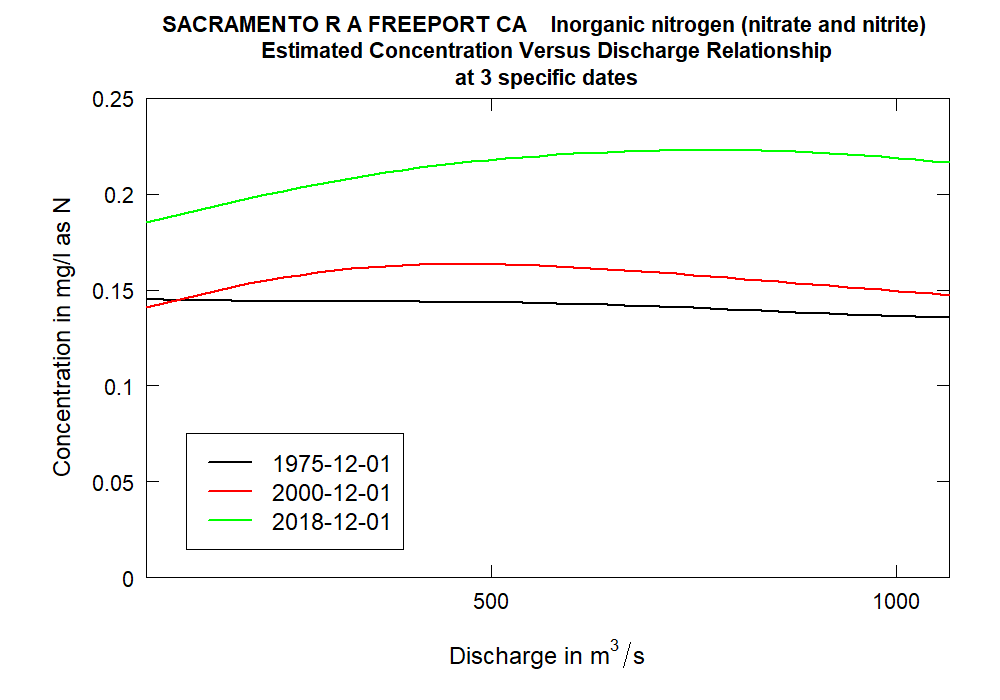 SACRAMENTO R A FREEPORT CA    Inorganic nitrogen (nitrate and nitrite)
Estimated Concentration Versus Discharge Relationship
at 3 specific dates
Concentration in mg/l as N
0.25
0.2
0.15
0.1
0.05
0
1975-12-01
2000-12-01
2018-12-01
500 1000
Discharge in m³/s